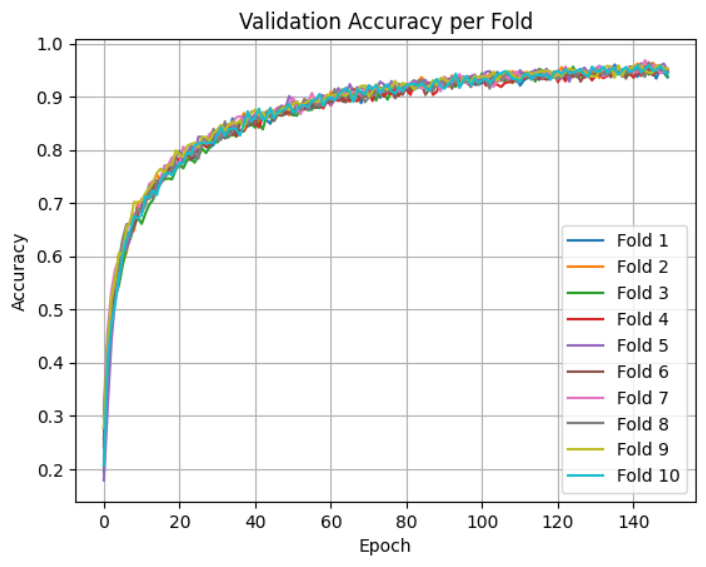 Validation Accuracy per Fold
1.0
0.9
0.8
0.7
0.6
0.5
0.4
0.3
0.2
Accuracy
0
20
40
60
80
100
120
140
Epoch
Fold 1
Fold 2
Fold 3
Fold 4
Fold 5
Fold 6
Fold 7
Fold 8
Fold 9
Fold 10